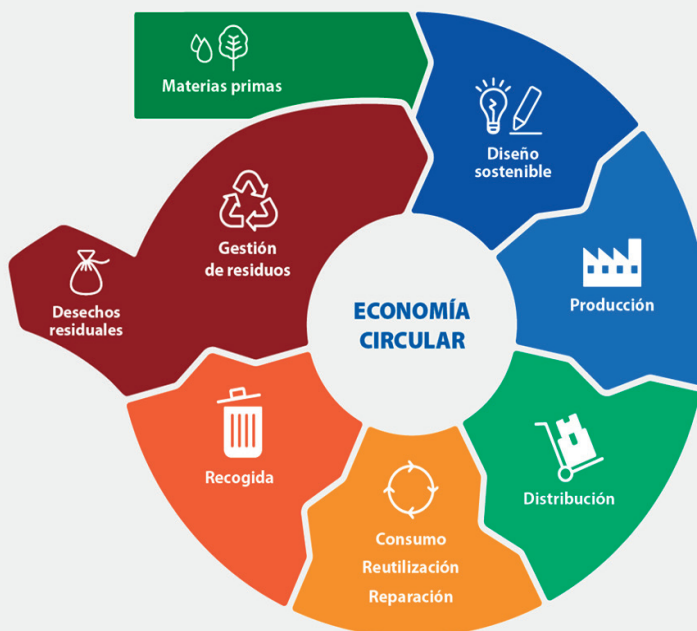 Materias primas
Diseño
sostenible
Producción
Distribución
Consumo
Reutilización
Reparación
Recogida
Gestión
de residuos
Desechos
residuales
ECONOMÍA
CIRCULAR